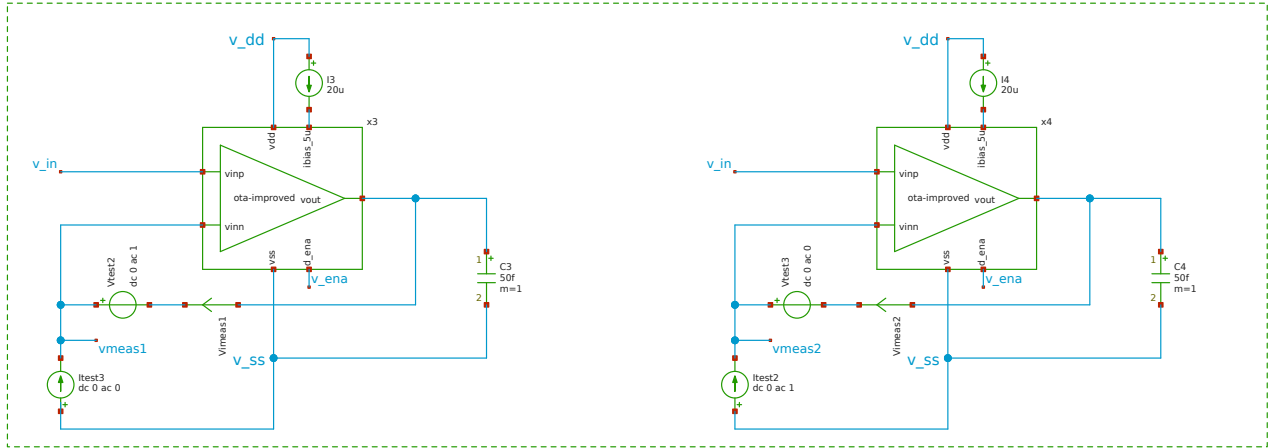 v_dd
+
I3
20u
x3
vdd
ibias_5u
v_in
vinp
ota-improved
vout
vinn
vss
d_ena
v_ena
Vtest2
dc 0 ac 1
+
Vimeas1
1
+
2
C3
50f
m=1
vmeas1
v_ss
Itest3
dc 0 ac 0
+
v_dd
+
I4
20u
x4
vdd
ibias_5u
v_in
vinp
ota-improved
vout
vinn
vss
d_ena
v_ena
Vtest3
dc 0 ac 0
+
Vimeas2
1
+
2
C4
50f
m=1
vmeas2
v_ss
Itest2
dc 0 ac 1
+